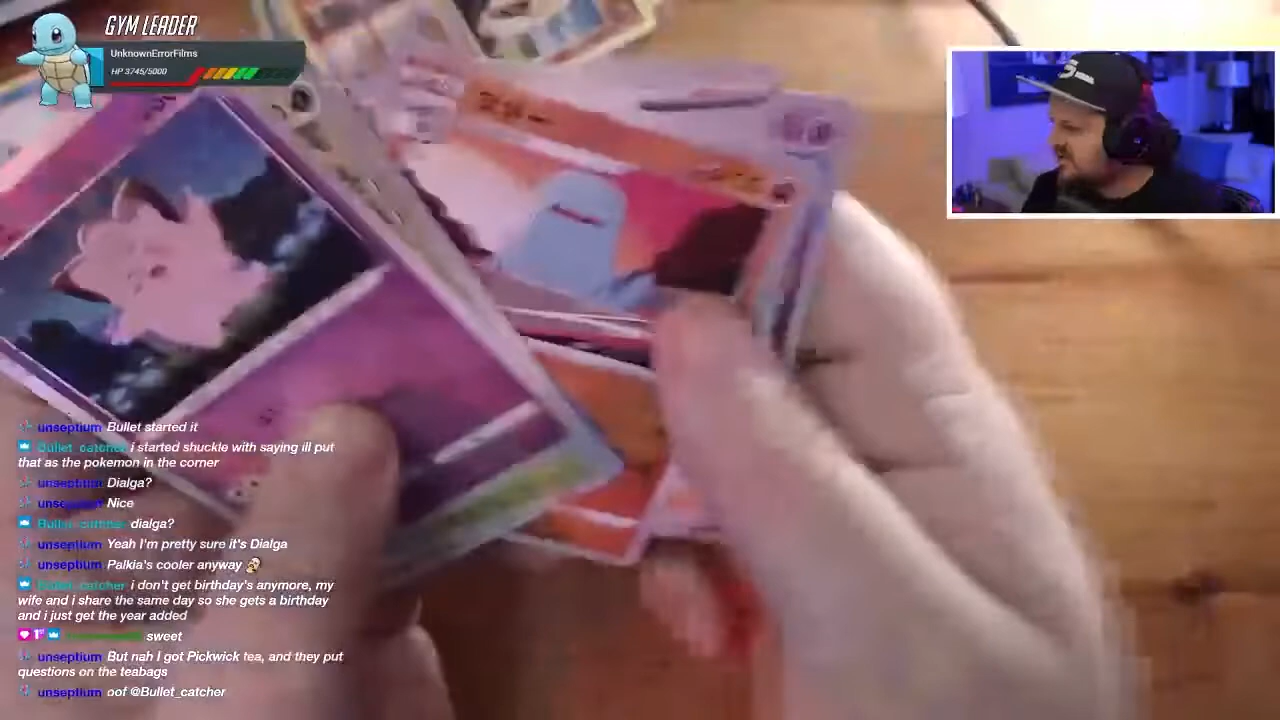 GYM LEADER
UnknownErrorFilms
HP 3745/5000
unseptium Bullet started it
Bullet_catcher i started shuckle with saying ill put
that as the pokemon in the corner
unseptium Dialga?
unseptium Nice
Bullet_catcher dialga?
unseptium Yeah I'm pretty sure it's Dialga
unseptium Palkia's cooler anyway
Bullet_catcher i don't get birthday's anymore, my
wife and i share the same day so she gets a birthday
and i just get the year added
sweet
unseptium But nah I got Pickwick tea, and they put
questions on the teabags
unseptium oof @Bullet_catcher